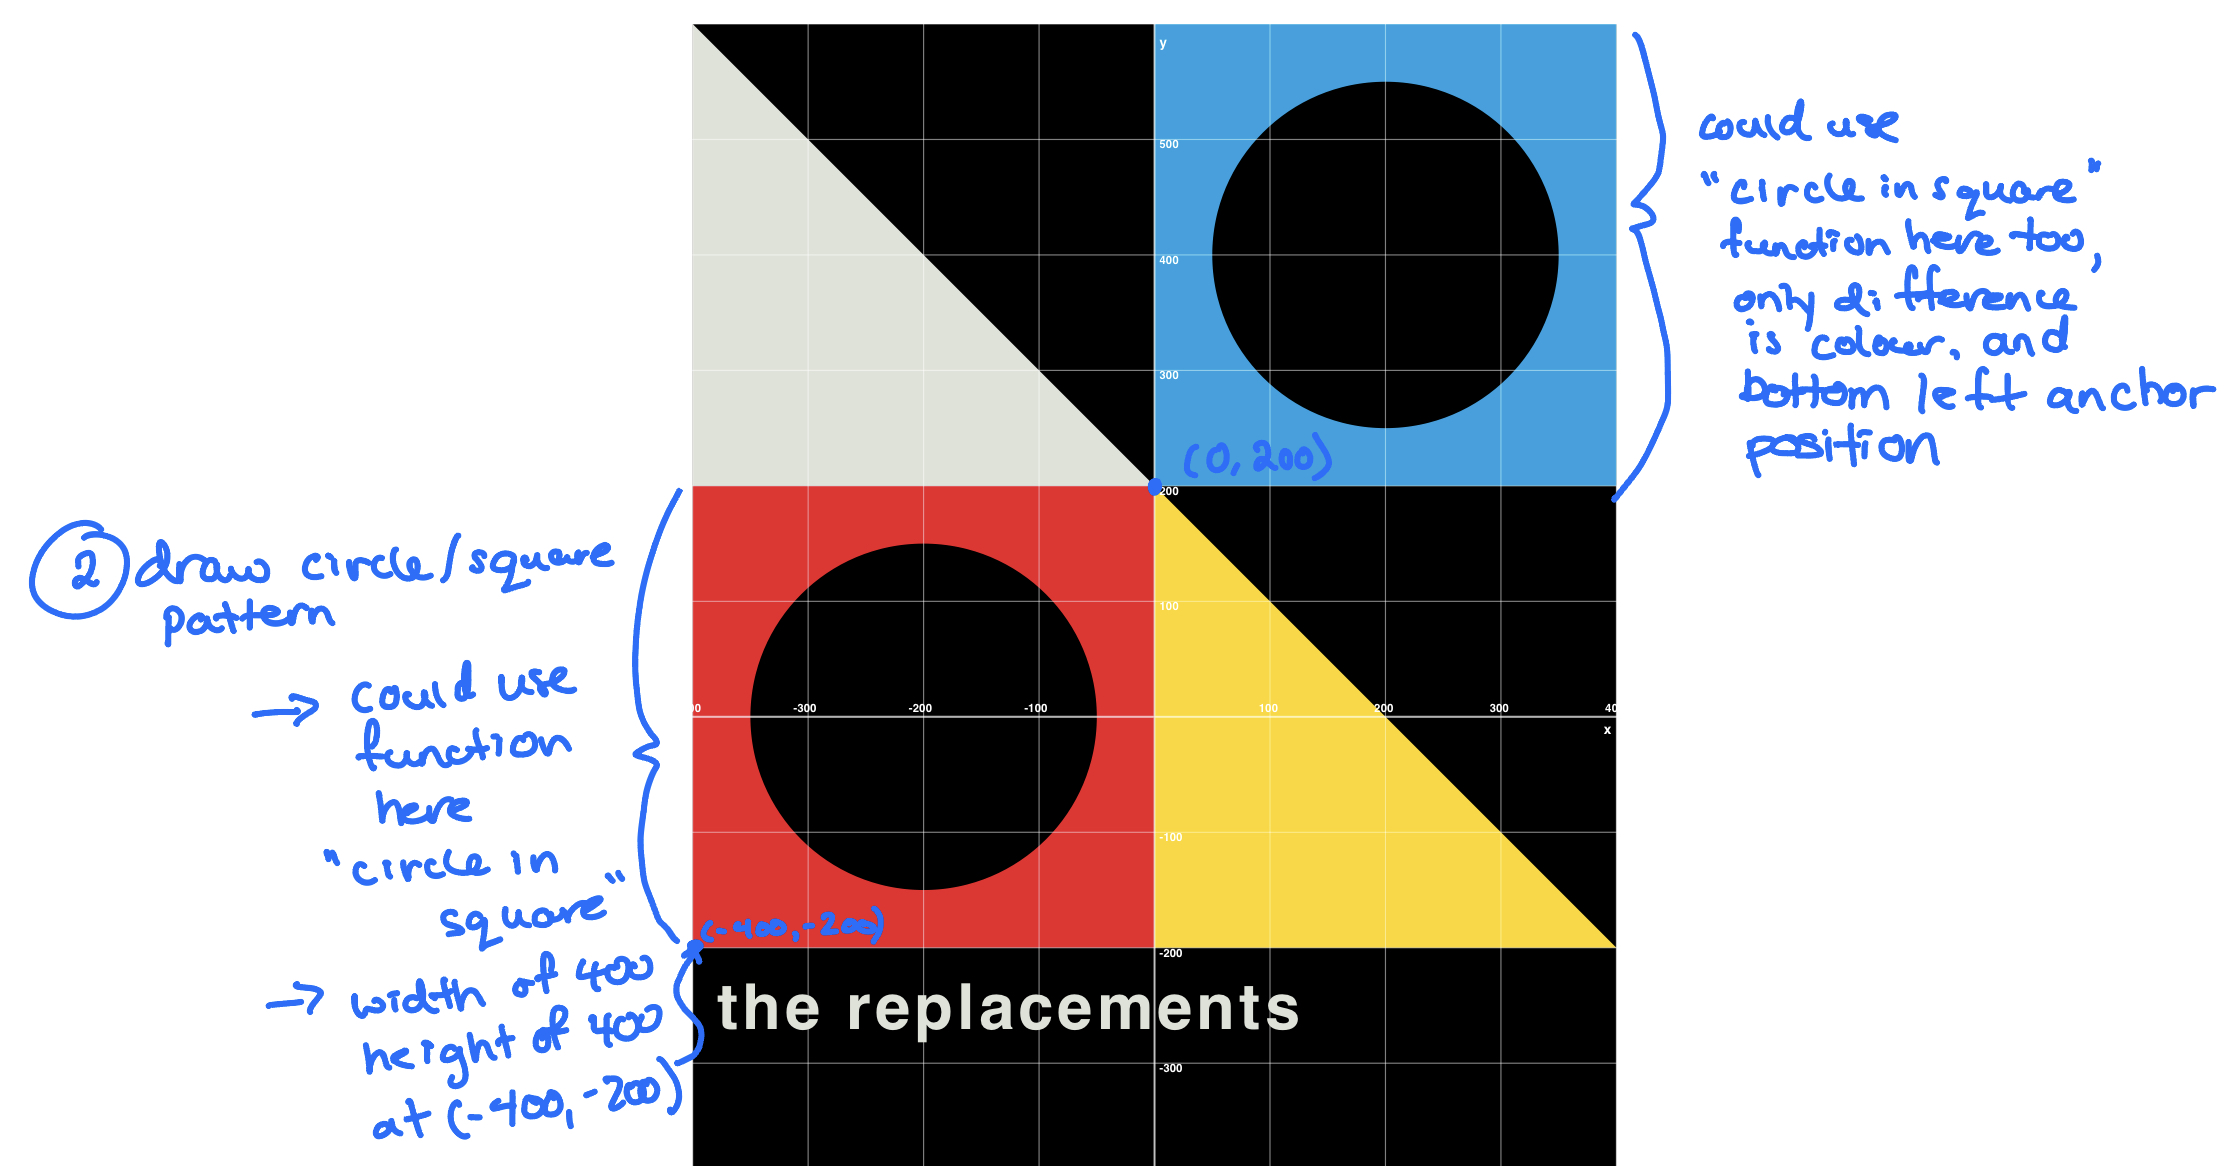 y
500
400
300
(0, 200)
200
100
00
-300
-200
-100
100
200
300
40
x
-100
(-400, -200)
-200
the replacements
-300
could use
"circle in square"
function here too,
only difference
is colour, and
bottom left anchor
position
2 draw circle/square
pattern
→ could use
function
here
"circle in
square"
→ width of 400
height of 400
at (-400, -200)